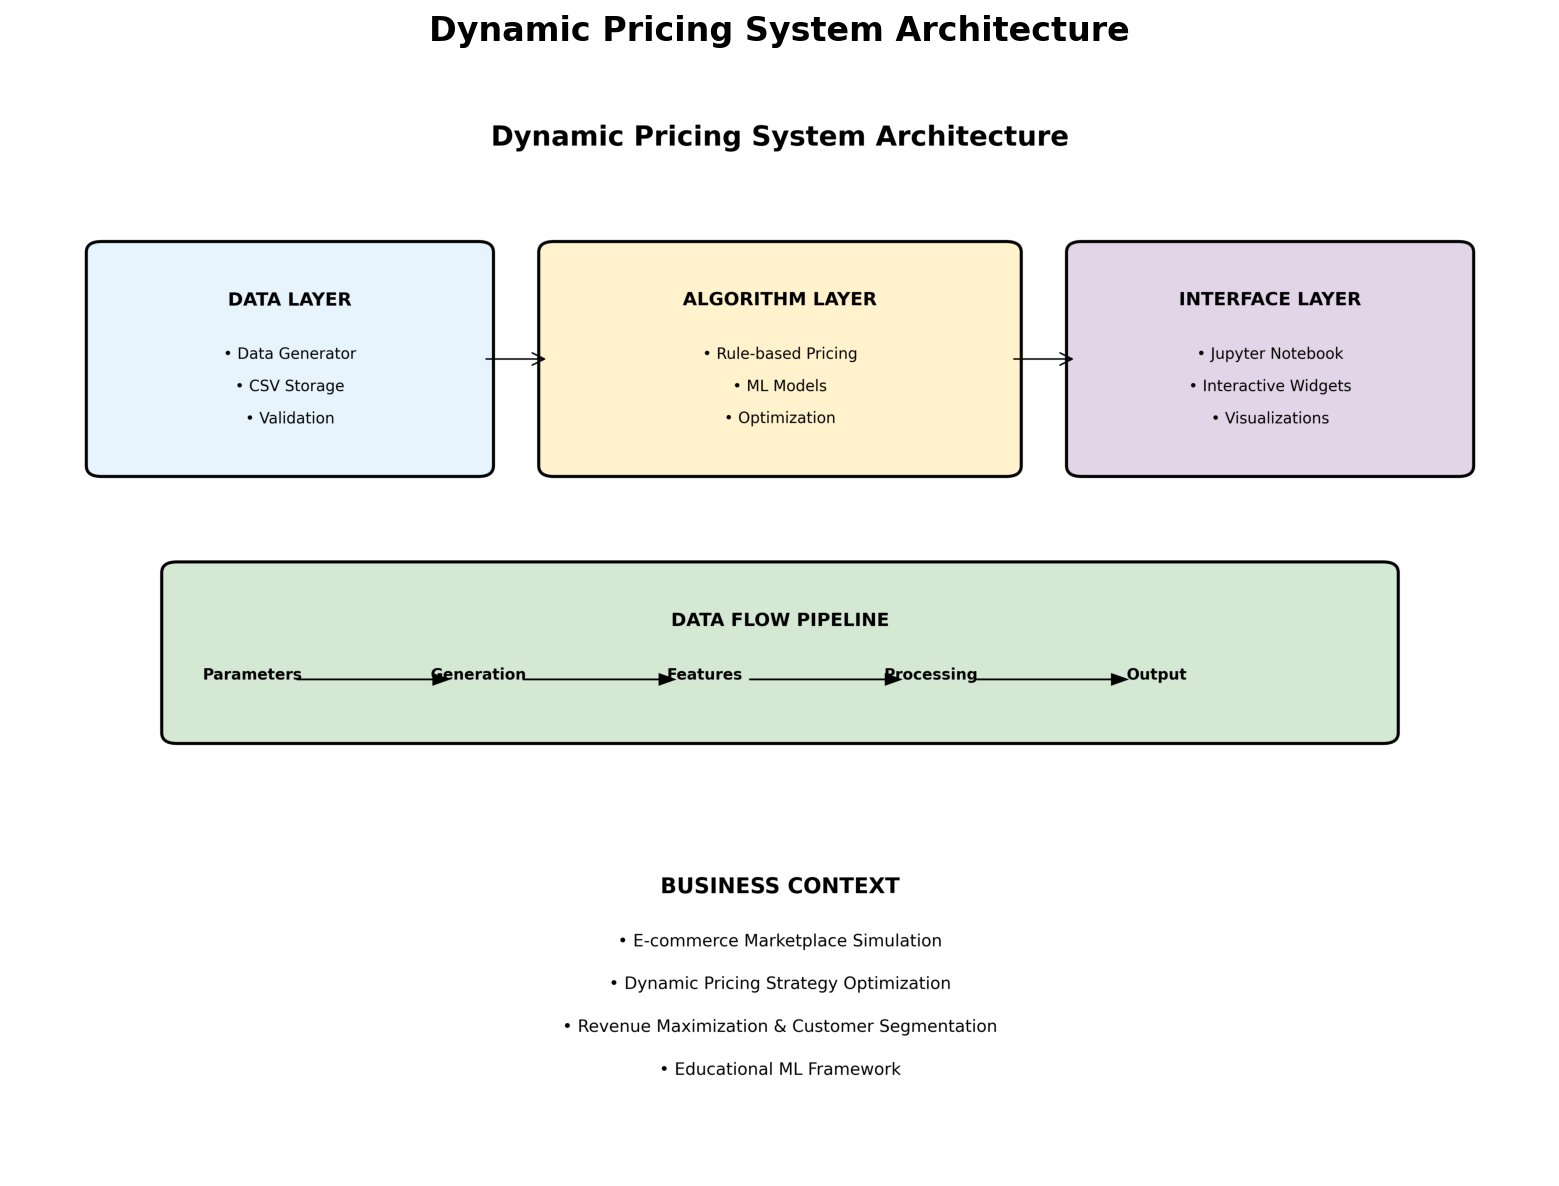 Dynamic Pricing System Architecture
Dynamic Pricing System Architecture
DATA LAYER
• Data Generator
• CSV Storage
• Validation
ALGORITHM LAYER
• Rule-based Pricing
• ML Models
• Optimization
INTERFACE LAYER
• Jupyter Notebook
• Interactive Widgets
• Visualizations
DATA FLOW PIPELINE
Parameters Generation Features Processing Output
BUSINESS CONTEXT
• E-commerce Marketplace Simulation
• Dynamic Pricing Strategy Optimization
• Revenue Maximization & Customer Segmentation
• Educational ML Framework